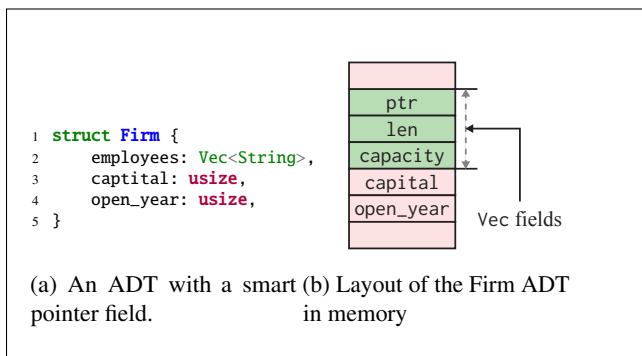 1 struct Firm {
2     employees: Vec<String>,
3     captital: usize,
4     open_year: usize,
5 }
ptr
len
capacity
capital
open_year
Vec fields
(a) An ADT with a smart
pointer field.
(b) Layout of the Firm ADT
in memory